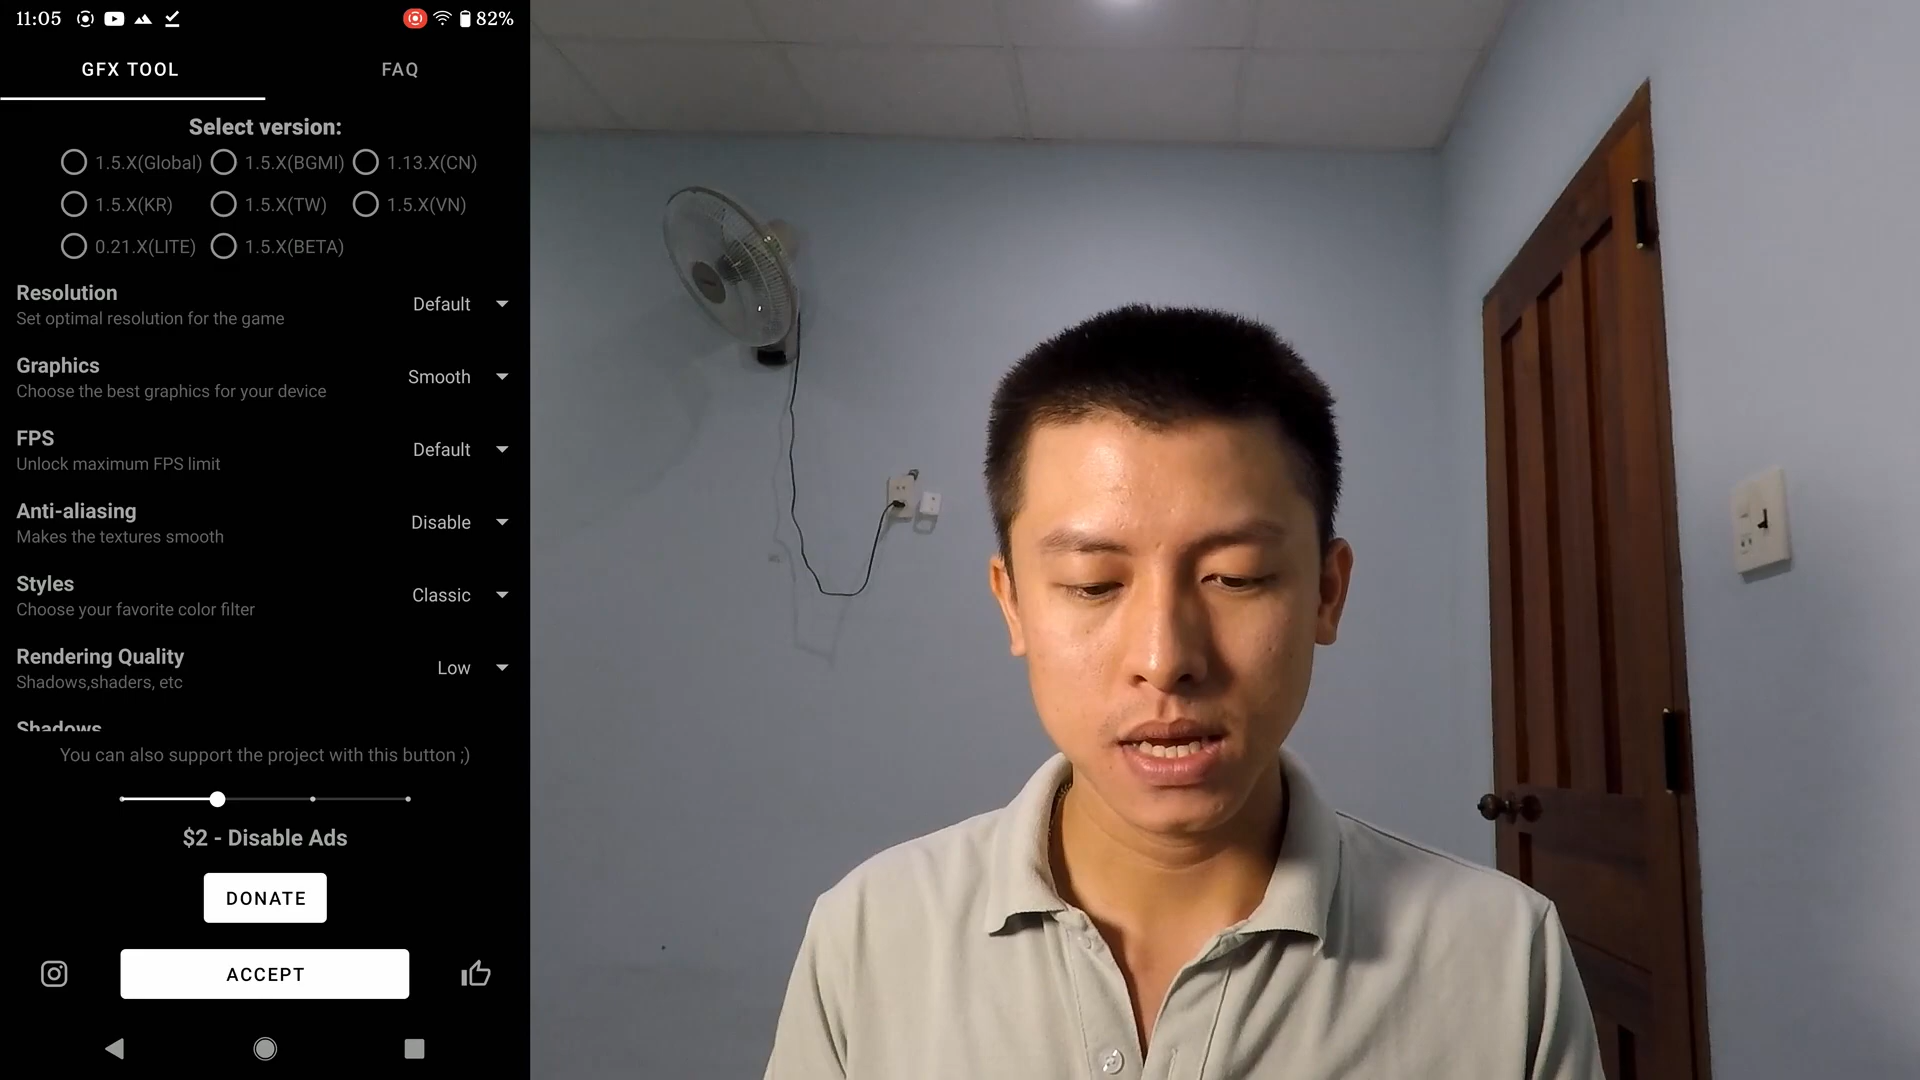 11:05 82%
GFX TOOL FAQ
Select version:
1.5.X(Global) 1.5.X(BGMI) 1.13.X(CN)
1.5.X(KR) 1.5.X(TW) 1.5.X(VN)
0.21.X(LITE) 1.5.X(BETA)
Resolution
Set optimal resolution for the game
Default
Graphics
Choose the best graphics for your device
Smooth
FPS
Unlock maximum FPS limit
Default
Anti-aliasing
Makes the textures smooth
Disable
Styles
Choose your favorite color filter
Classic
Rendering Quality
Shadows,shaders, etc
Low
Shadows
You can also support the project with this button ;)
$2 - Disable Ads
DONATE
ACCEPT